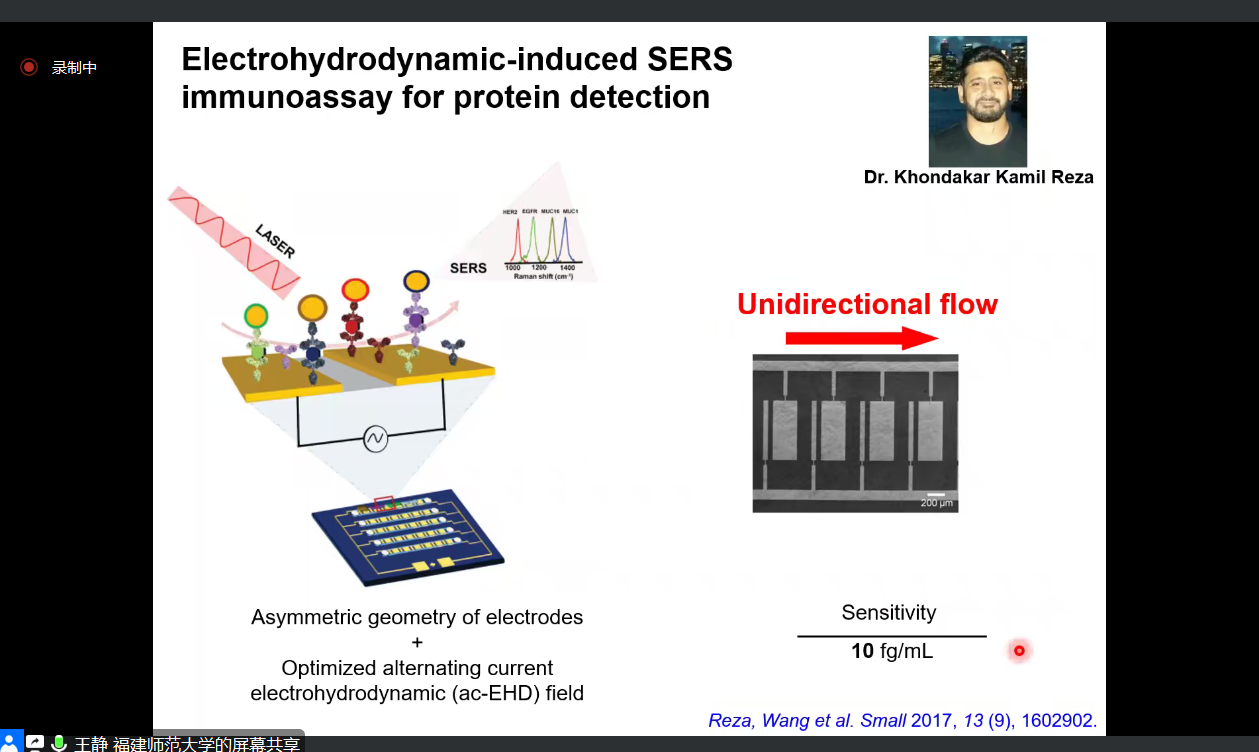 录制中
Electrohydrodynamic-induced SERS
immunoassay for protein detection
Dr. Khondakar Kamil Reza
LASER
SERS
HER2 EGFR MUC16 MUC1
1000 1200 1400
Raman shift (cm⁻¹)
Unidirectional flow
200 µm
Asymmetric geometry of electrodes
+
Optimized alternating current
electrohydrodynamic (ac-EHD) field
Sensitivity
10 fg/mL
Reza, Wang et al. Small 2017, 13 (9), 1602902.
王静 福建师范大学的屏幕共享